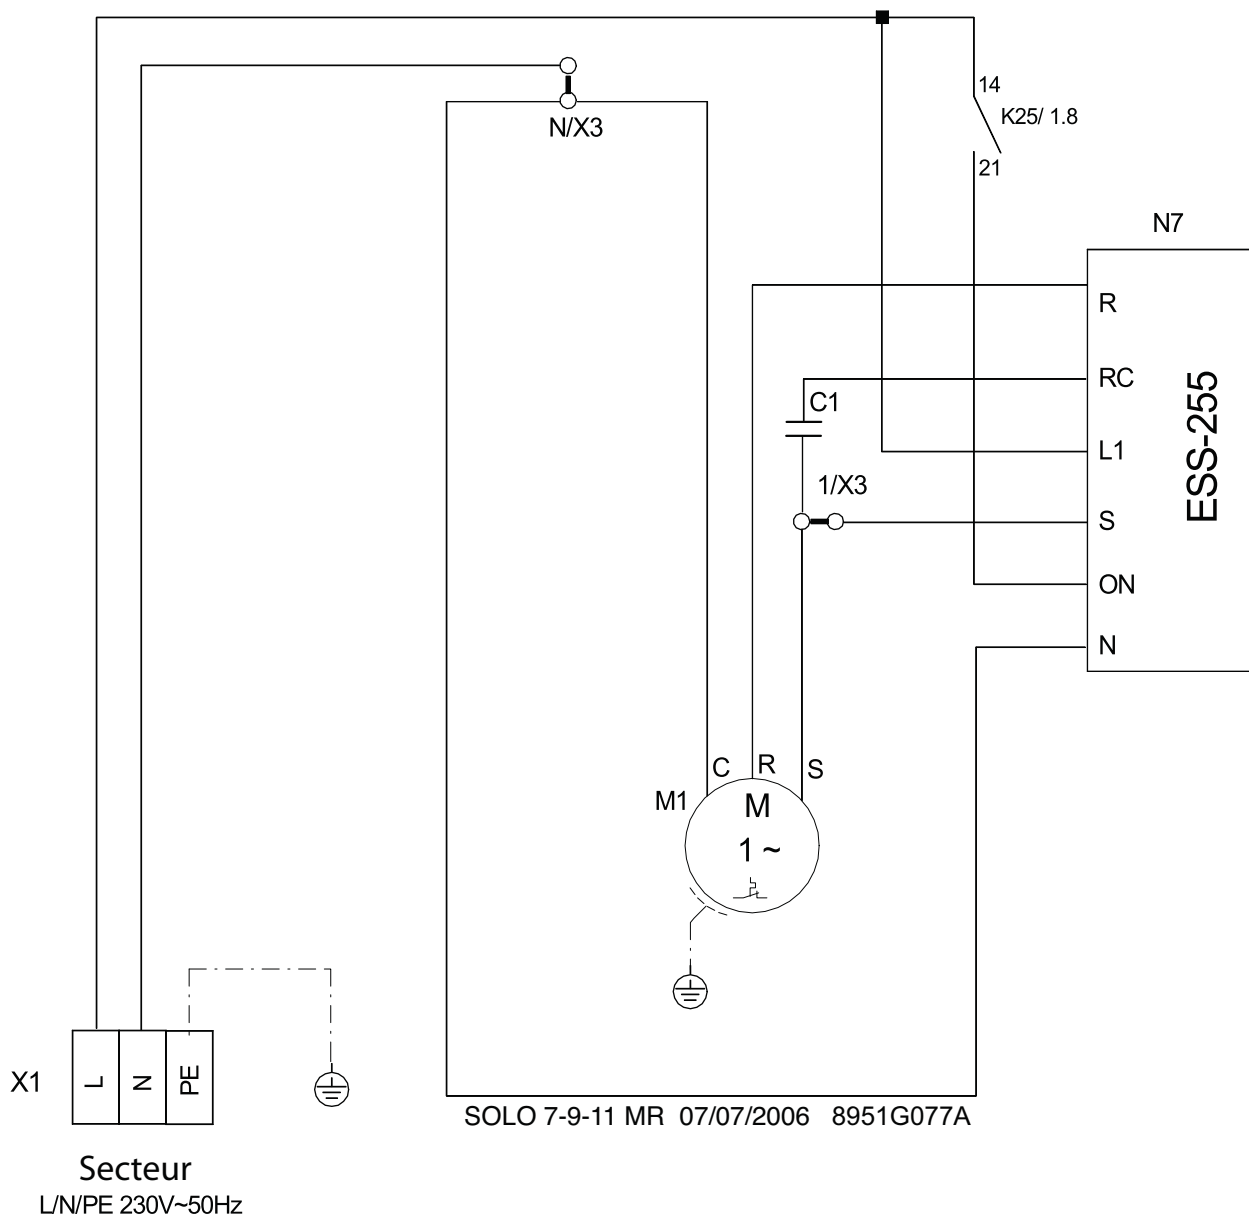 N/X3
14
K25/ 1.8
21
N7
R
RC
C1
L1
1/X3
S
ON
N
ESS-255
C
R
S
M1
M
1 ~
X1
L
N
PE
SOLO 7-9-11 MR 07/07/2006 8951G077A
Secteur
L/N/PE 230V~50Hz